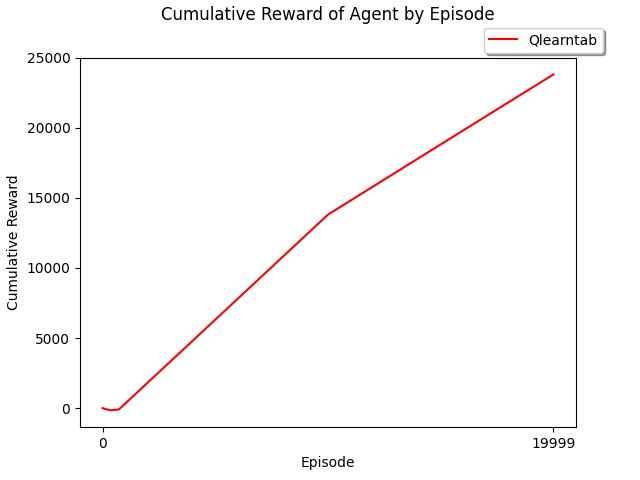 Cumulative Reward of Agent by Episode
Qlearntab
25000
20000
15000
10000
5000
0
Cumulative Reward
0
19999
Episode